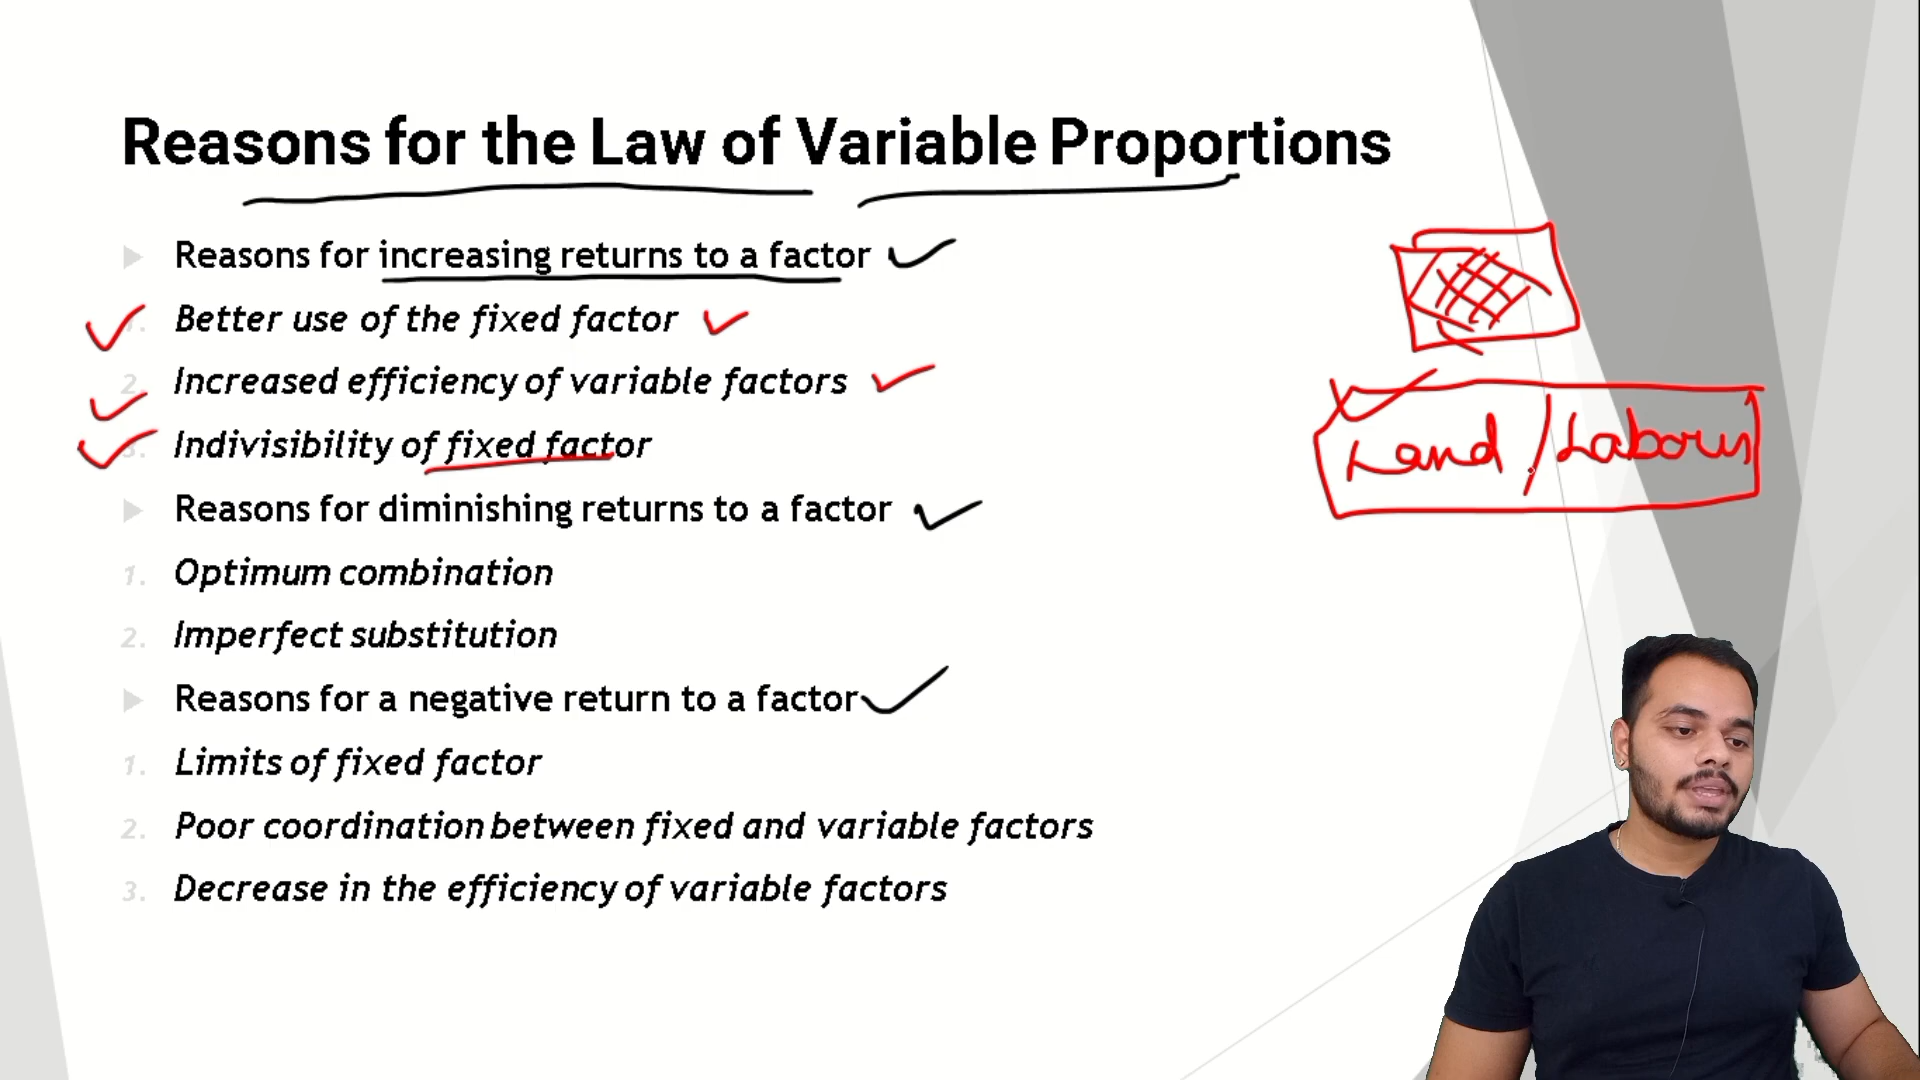 Reasons for the Law of Variable Proportions
Reasons for increasing returns to a factor
1. Better use of the fixed factor
2. Increased efficiency of variable factors
3. Indivisibility of fixed factor
Reasons for diminishing returns to a factor
1. Optimum combination
2. Imperfect substitution
Reasons for a negative return to a factor
1. Limits of fixed factor
2. Poor coordination between fixed and variable factors
3. Decrease in the efficiency of variable factors
Land / Labour